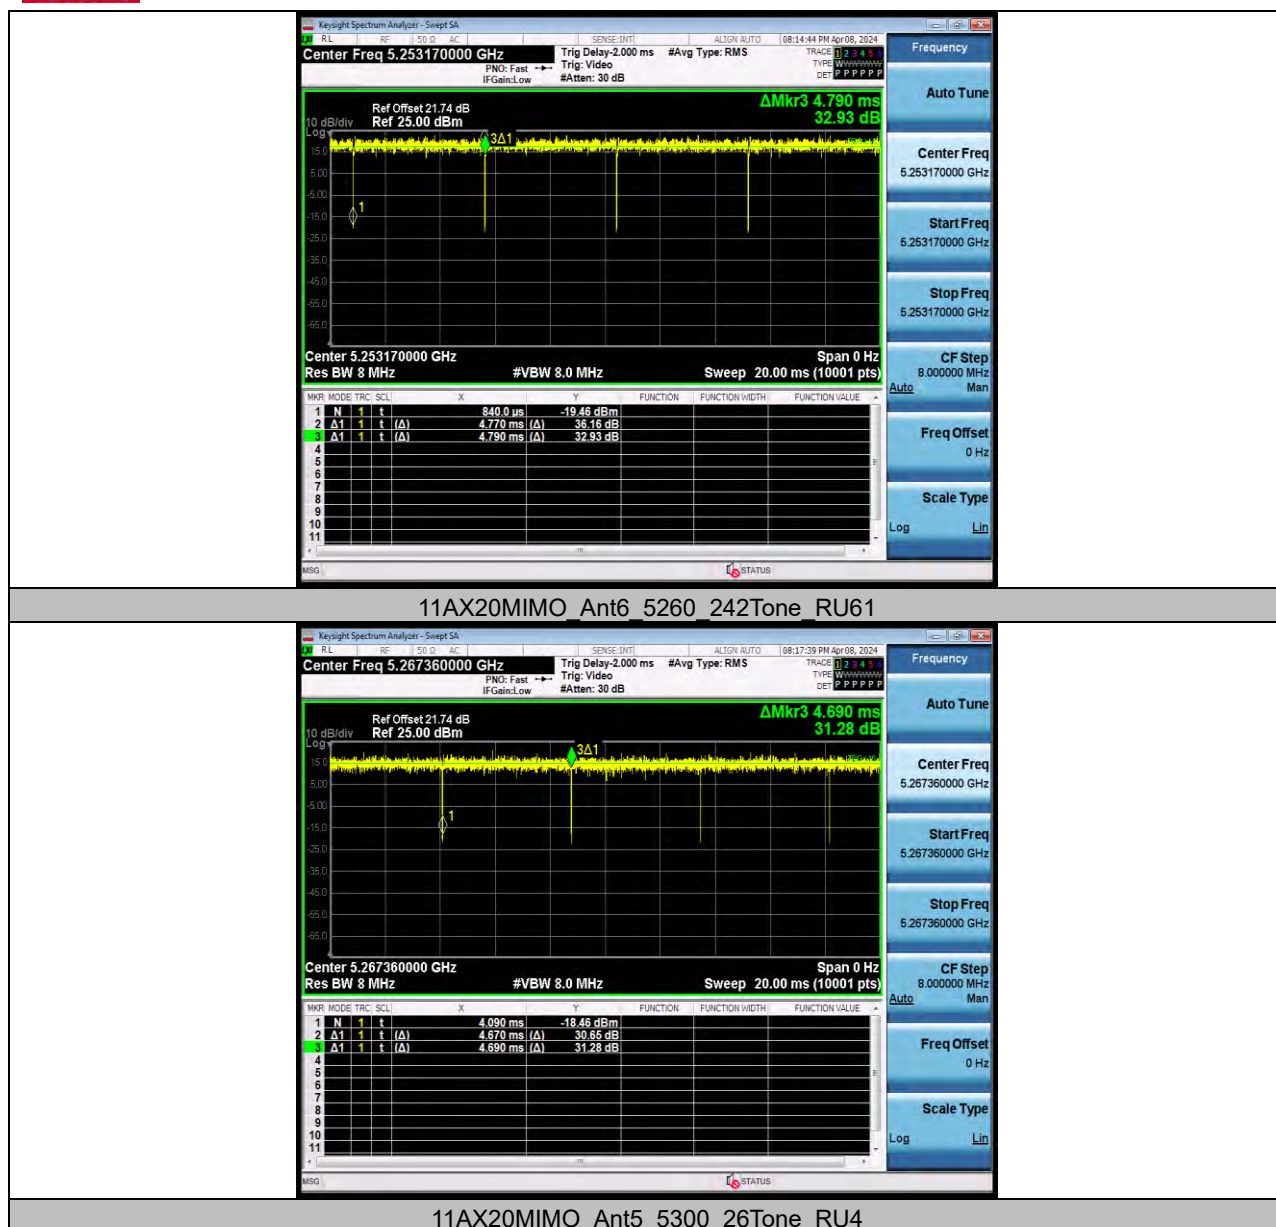 Keysight Spectrum Analyzer - Swept SA
RL RF 50 Ω AC SENSE:INT ALIGN AUTO 08:14:44 PM Apr 08, 2024
Center Freq 5.253170000 GHz
PNO: Fast
IFGain:Low
Trig Delay-2.000 ms
Trig: Video
#Atten: 30 dB
#Avg Type: RMS
TRACE 1 2 3 4 5 6
TYPE WWWWWW
DET P P P P P P
Ref Offset 21.74 dB
10 dB/div Ref 25.00 dBm
ΔMkr3 4.790 ms
32.93 dB
Log
15.0
5.00
-5.00
-15.0
-25.0
-35.0
-45.0
-55.0
-65.0
3Δ1
1
Center 5.253170000 GHz Span 0 Hz
Res BW 8 MHz #VBW 8.0 MHz Sweep 20.00 ms (10001 pts)
MKR MODE TRC SCL X Y FUNCTION FUNCTION WIDTH FUNCTION VALUE
1 N 1 t 840.0 us -19.46 dBm
2 Δ1 1 t (Δ) 4.770 ms (Δ) 36.16 dB
3 Δ1 1 t (Δ) 4.790 ms (Δ) 32.93 dB
4
5
6
7
8
9
10
11
MSG STATUS
Frequency
Auto Tune
Center Freq
5.253170000 GHz
Start Freq
5.253170000 GHz
Stop Freq
5.253170000 GHz
CF Step
8.000000 MHz
Auto Man
Freq Offset
0 Hz
Scale Type
Log Lin
11AX20MIMO_Ant6_5260_242Tone_RU61
Keysight Spectrum Analyzer - Swept SA
RL RF 50 Ω AC SENSE:INT ALIGN AUTO 08:17:39 PM Apr 08, 2024
Center Freq 5.267360000 GHz
PNO: Fast
IFGain:Low
Trig Delay-2.000 ms
Trig: Video
#Atten: 30 dB
#Avg Type: RMS
TRACE 1 2 3 4 5 6
TYPE WWWWWW
DET P P P P P P
Ref Offset 21.74 dB
10 dB/div Ref 25.00 dBm
ΔMkr3 4.690 ms
31.28 dB
Log
15.0
5.00
-5.00
-15.0
-25.0
-35.0
-45.0
-55.0
-65.0
3Δ1
1
Center 5.267360000 GHz Span 0 Hz
Res BW 8 MHz #VBW 8.0 MHz Sweep 20.00 ms (10001 pts)
MKR MODE TRC SCL X Y FUNCTION FUNCTION WIDTH FUNCTION VALUE
1 N 1 t 4.090 ms -18.46 dBm
2 Δ1 1 t (Δ) 4.670 ms (Δ) 30.65 dB
3 Δ1 1 t (Δ) 4.690 ms (Δ) 31.28 dB
4
5
6
7
8
9
10
11
MSG STATUS
Frequency
Auto Tune
Center Freq
5.267360000 GHz
Start Freq
5.267360000 GHz
Stop Freq
5.267360000 GHz
CF Step
8.000000 MHz
Auto Man
Freq Offset
0 Hz
Scale Type
Log Lin
11AX20MIMO_Ant5_5300_26Tone_RU4